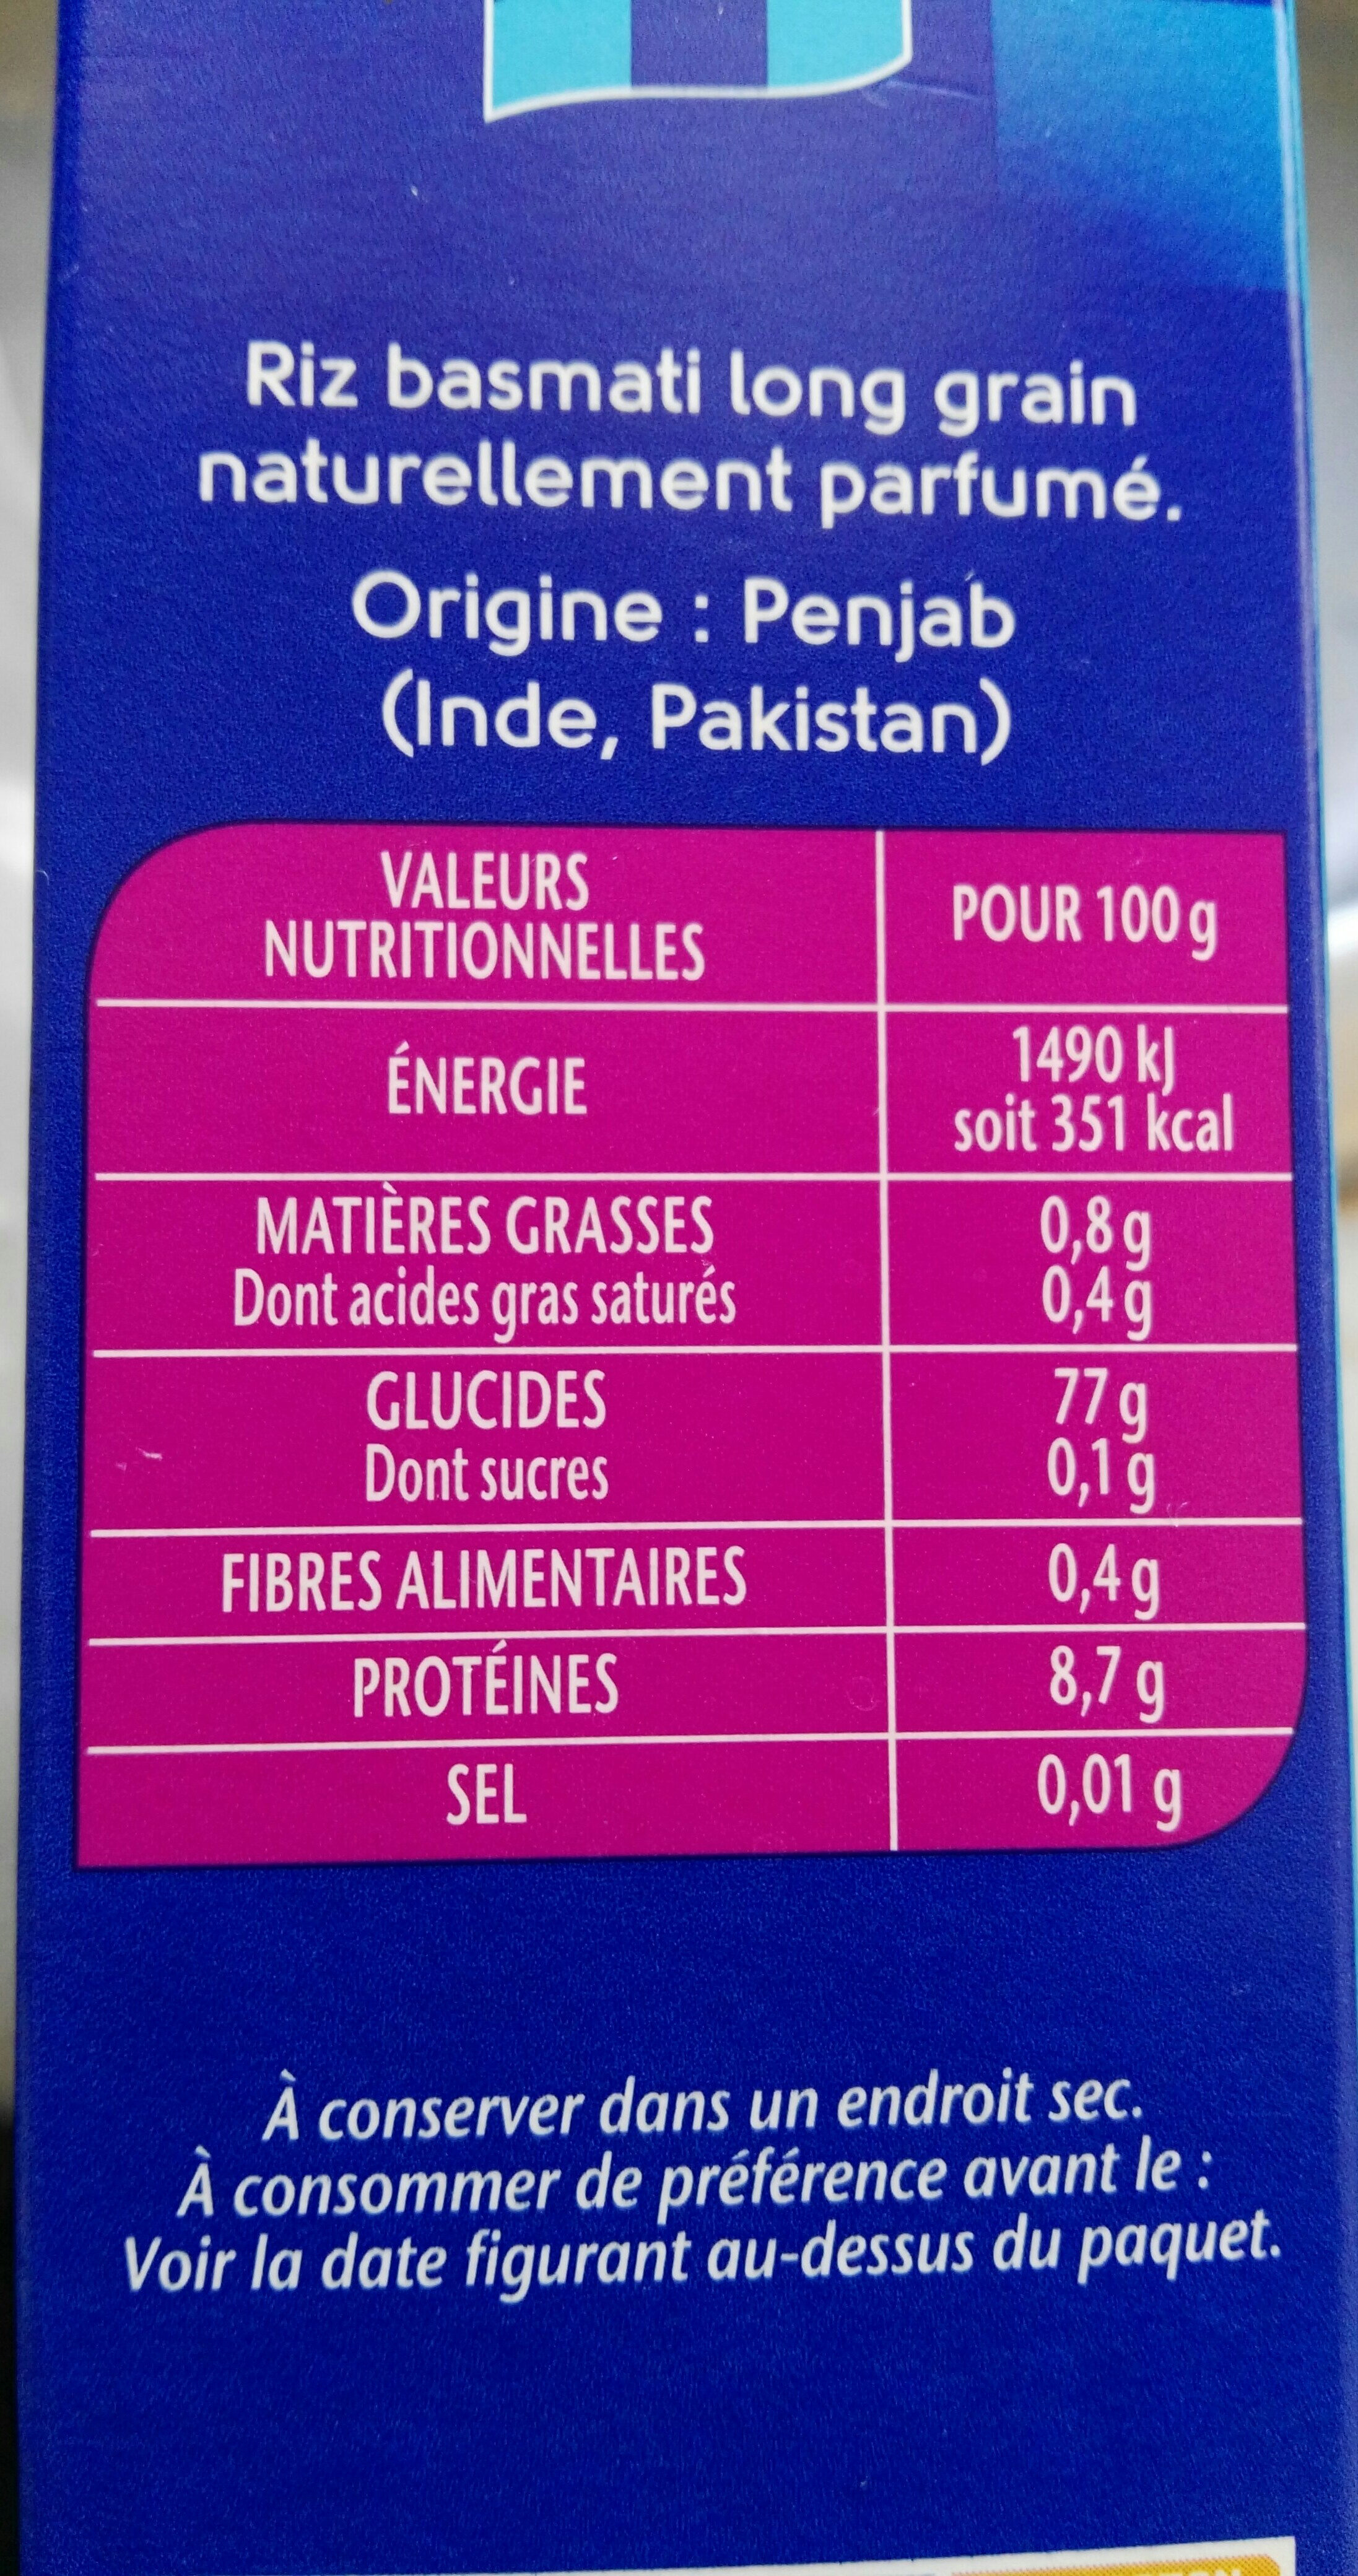 Riz basmati long grain
naturellement parfumé.
Origine : Penjab
(Inde, Pakistan)
VALEURS
NUTRITIONNELLES
POUR 100 g
ÉNERGIE
1490 kJ
soit 351 kcal
MATIÈRES GRASSES
0,8 g
Dont acides gras saturés
0,4 g
GLUCIDES
77 g
Dont sucres
0,1 g
FIBRES ALIMENTAIRES
0,4 g
PROTÉINES
8,7 g
SEL
0,01 g
À conserver dans un endroit sec.
À consommer de préférence avant le :
Voir la date figurant au-dessus du paquet.